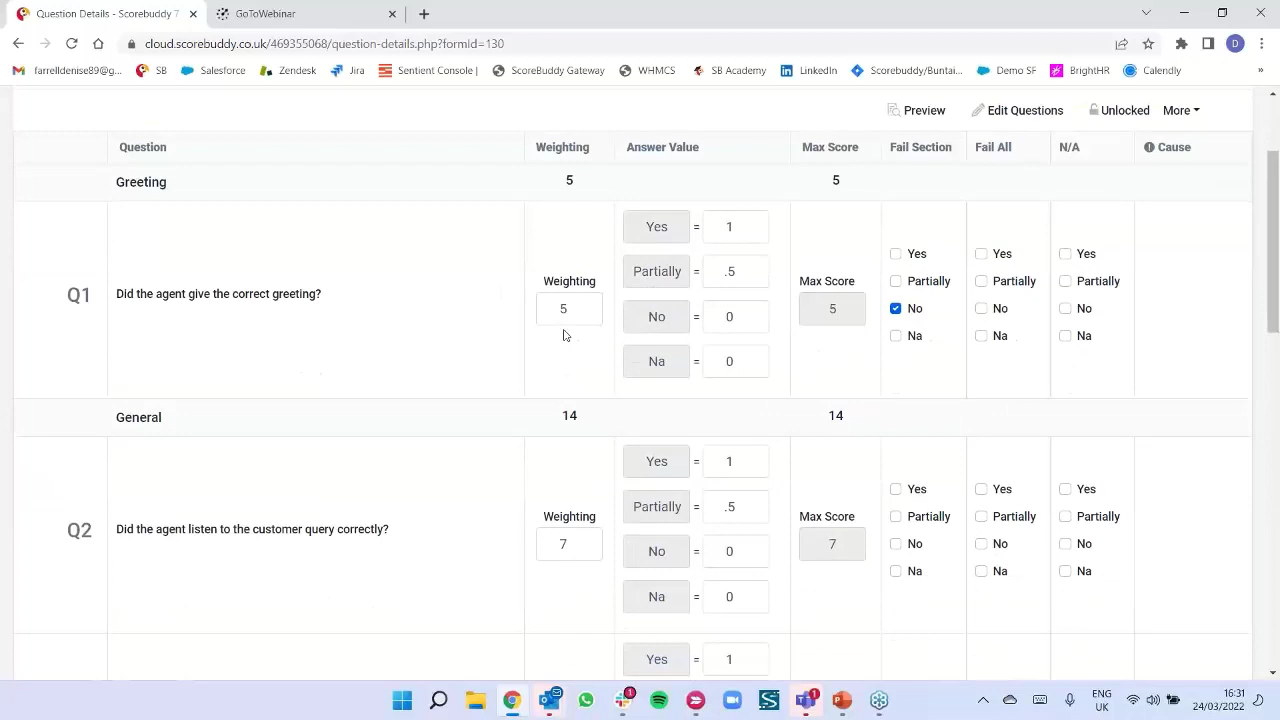 Question Details - Scorebuddy 7
GoToWebinar
cloud.scorebuddy.co.uk/469355068/question-details.php?formId=130
farrelldenise89@g... SB Salesforce Zendesk JI Sentient Console | ScoreBuddy Gateway WHMCS SB Academy LinkedIn Scorebuddy/Buntai... Demo SF BrightHR Calendly »
Preview Edit Questions Unlocked More
Question Weighting Answer Value Max Score Fail Section Fail All N/A Cause
Greeting 5 5
Q1
Did the agent give the correct greeting?
Weighting
5
Yes = 1
Partially = .5
No = 0
Na = 0
Max Score
5
Yes
Partially
No
Na
Yes
Partially
No
Na
Yes
Partially
No
Na
General 14 14
Q2
Did the agent listen to the customer query correctly?
Weighting
7
Yes = 1
Partially = .5
No = 0
Na = 0
Max Score
7
Yes
Partially
No
Na
Yes
Partially
No
Na
Yes
Partially
No
Na
Yes = 1
ENG
UK
16:31
24/03/2022